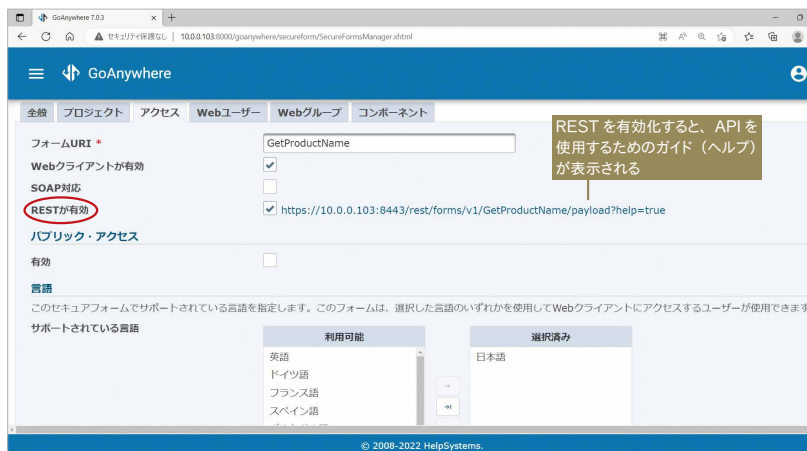 GoAnywhere 7.0.3
セキュリティ保護なし | 10.0.0.103:8000/goanywhere/secureform/SecureFormsManager.xhtml
GoAnywhere
全般 プロジェクト アクセス Webユーザー Webグループ コンポーネント
REST を有効化すると、API を
使用するためのガイド（ヘルプ）
が表示される
フォームURI * GetProductName
Webクライアントが有効
SOAP対応
RESTが有効 https://10.0.0.103:8443/rest/forms/v1/GetProductName/payload?help=true
パブリック・アクセス
有効
言語
このセキュアフォームでサポートされている言語を指定します。このフォームは、選択した言語のいずれかを使用してWebクライアントにアクセスするユーザーが使用できます
サポートされている言語
利用可能 選択済み
英語 日本語
ドイツ語
フランス語
スペイン語
© 2008-2022 HelpSystems.